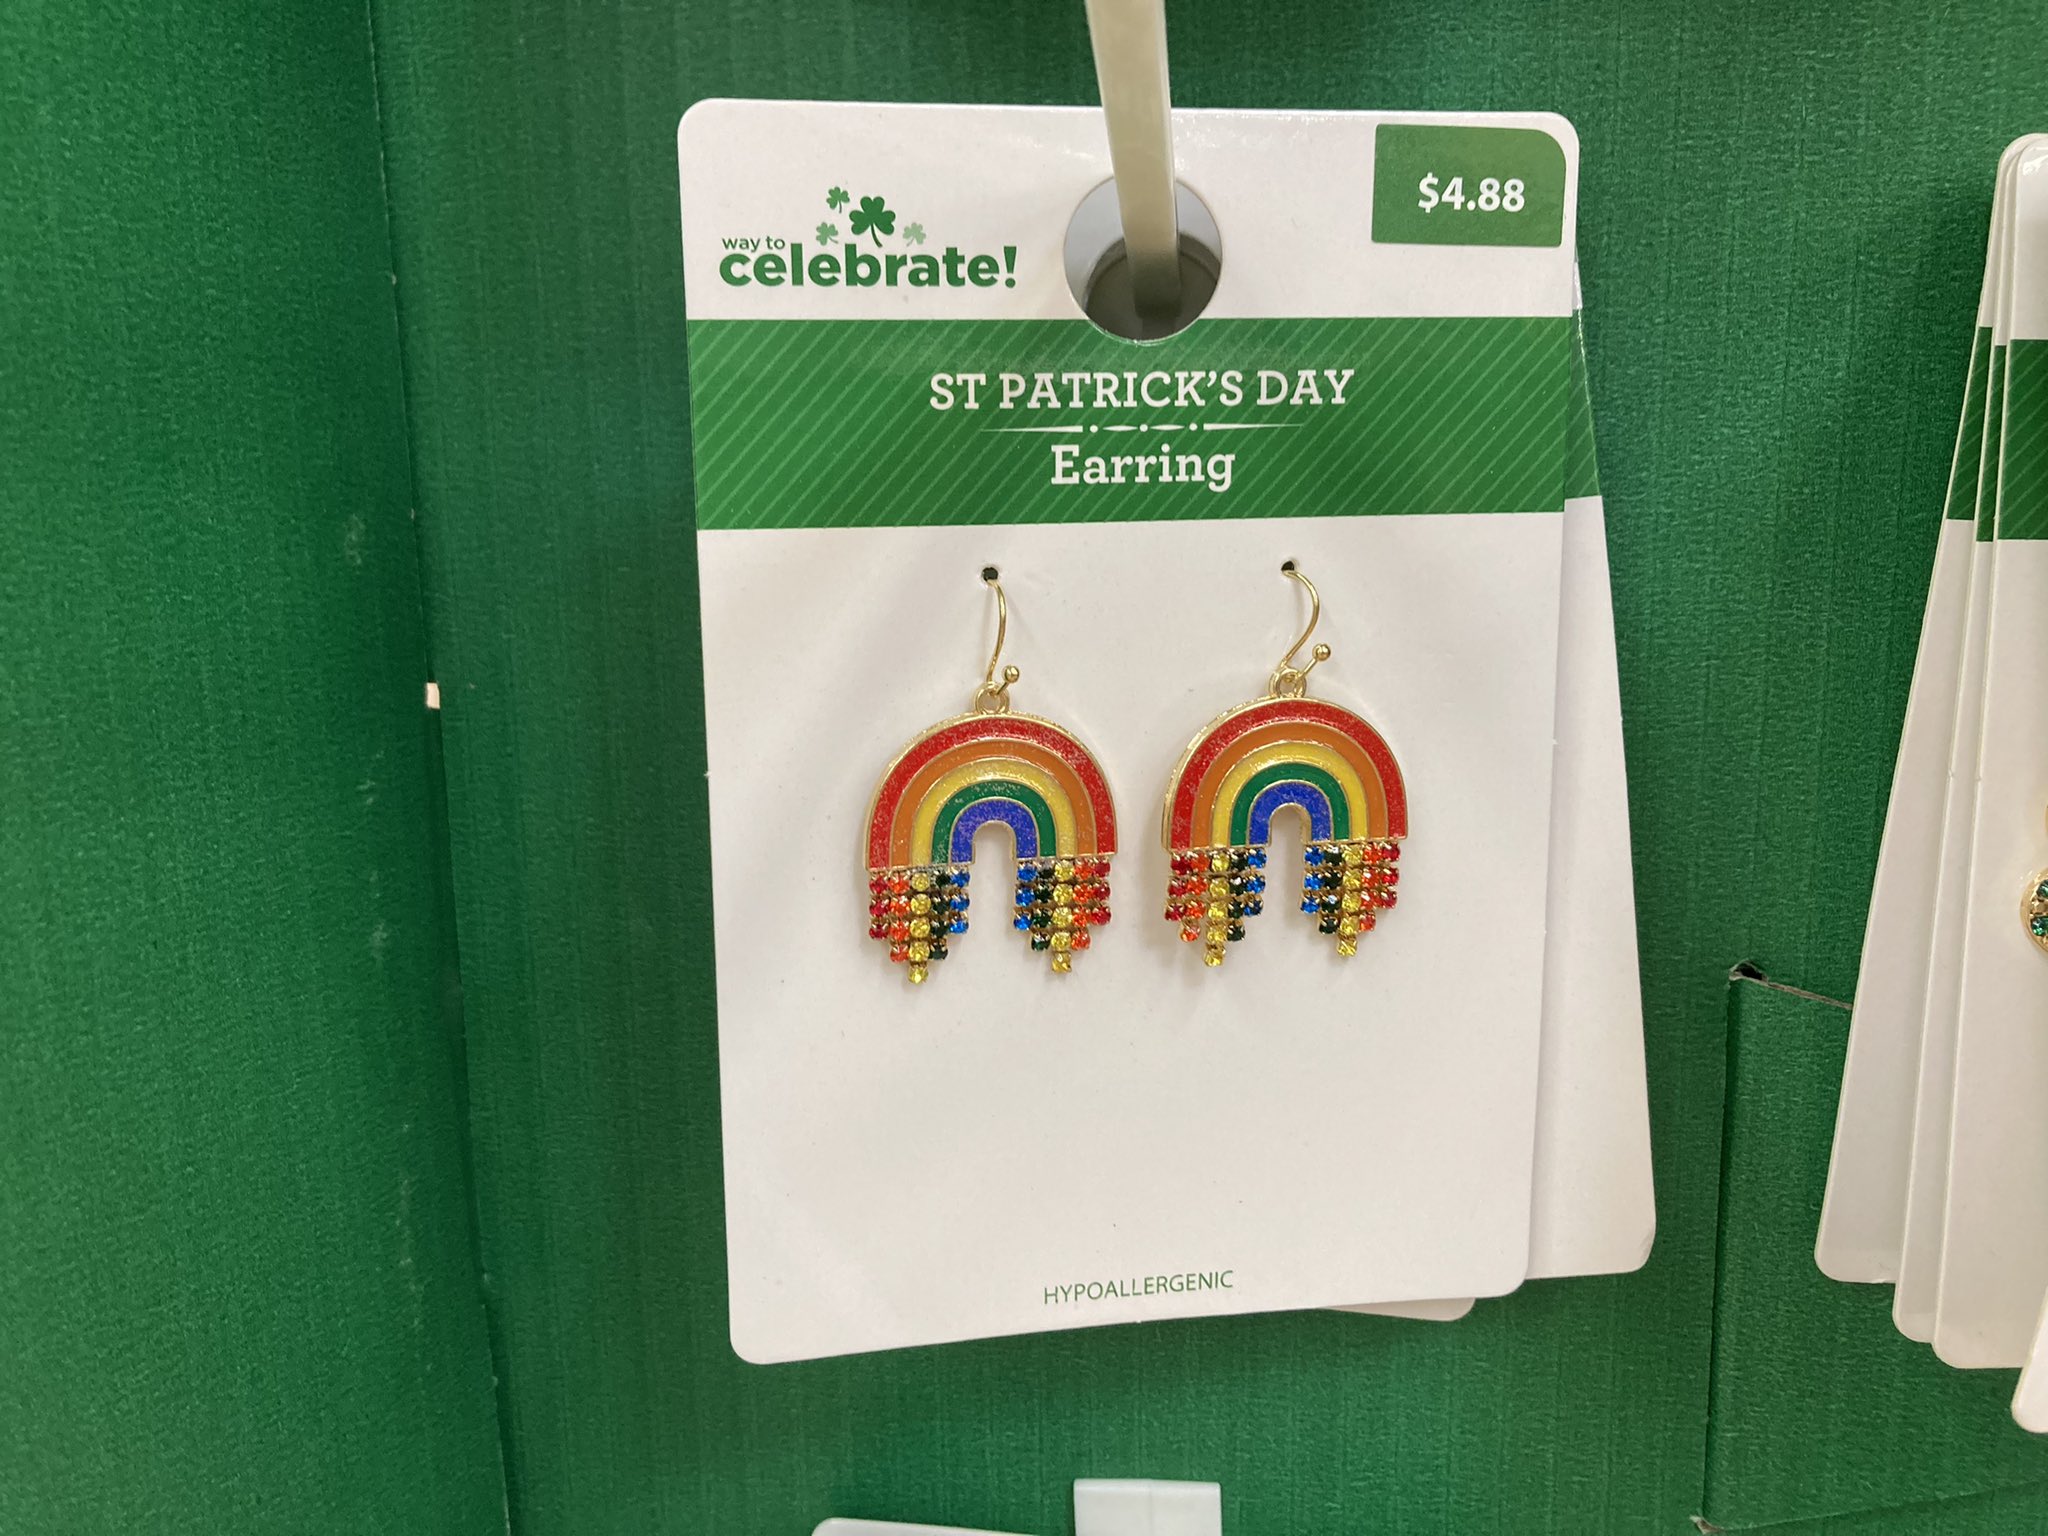 way to
celebrate!
$4.88
ST PATRICK'S DAY
Earring
HYPOALLERGENIC